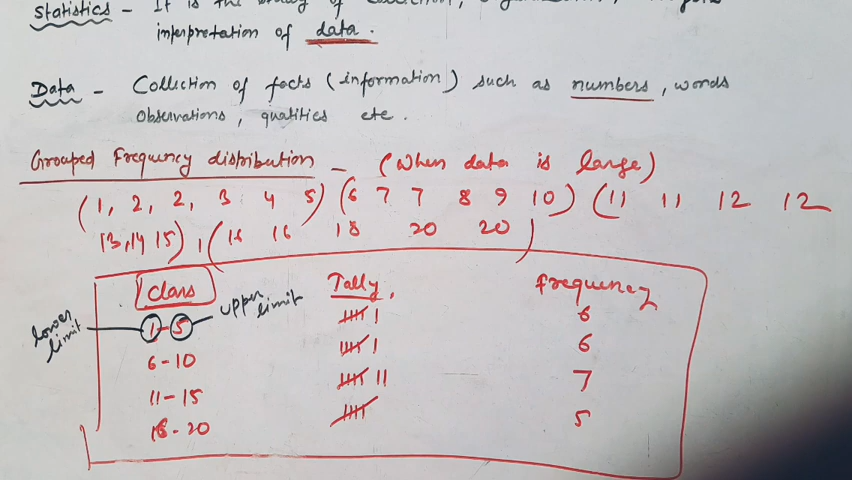 Statistics - It is the study of collection,
interpretation of data.
Data - Collection of facts (information) such as numbers, words
observations, qualities etc.
Grouped Frequency distribution - (When data is large)
(1, 2, 2, 3 4 5) (6 7 7 8 9 10) (11 11 12 12
13, 14 15), (16 16 18 20 20)
Class Tally, frequency
lower limit 1-5 upper limit |||| | 6
6-10 |||| | 6
11-15 |||| || 7
16-20 |||| 5